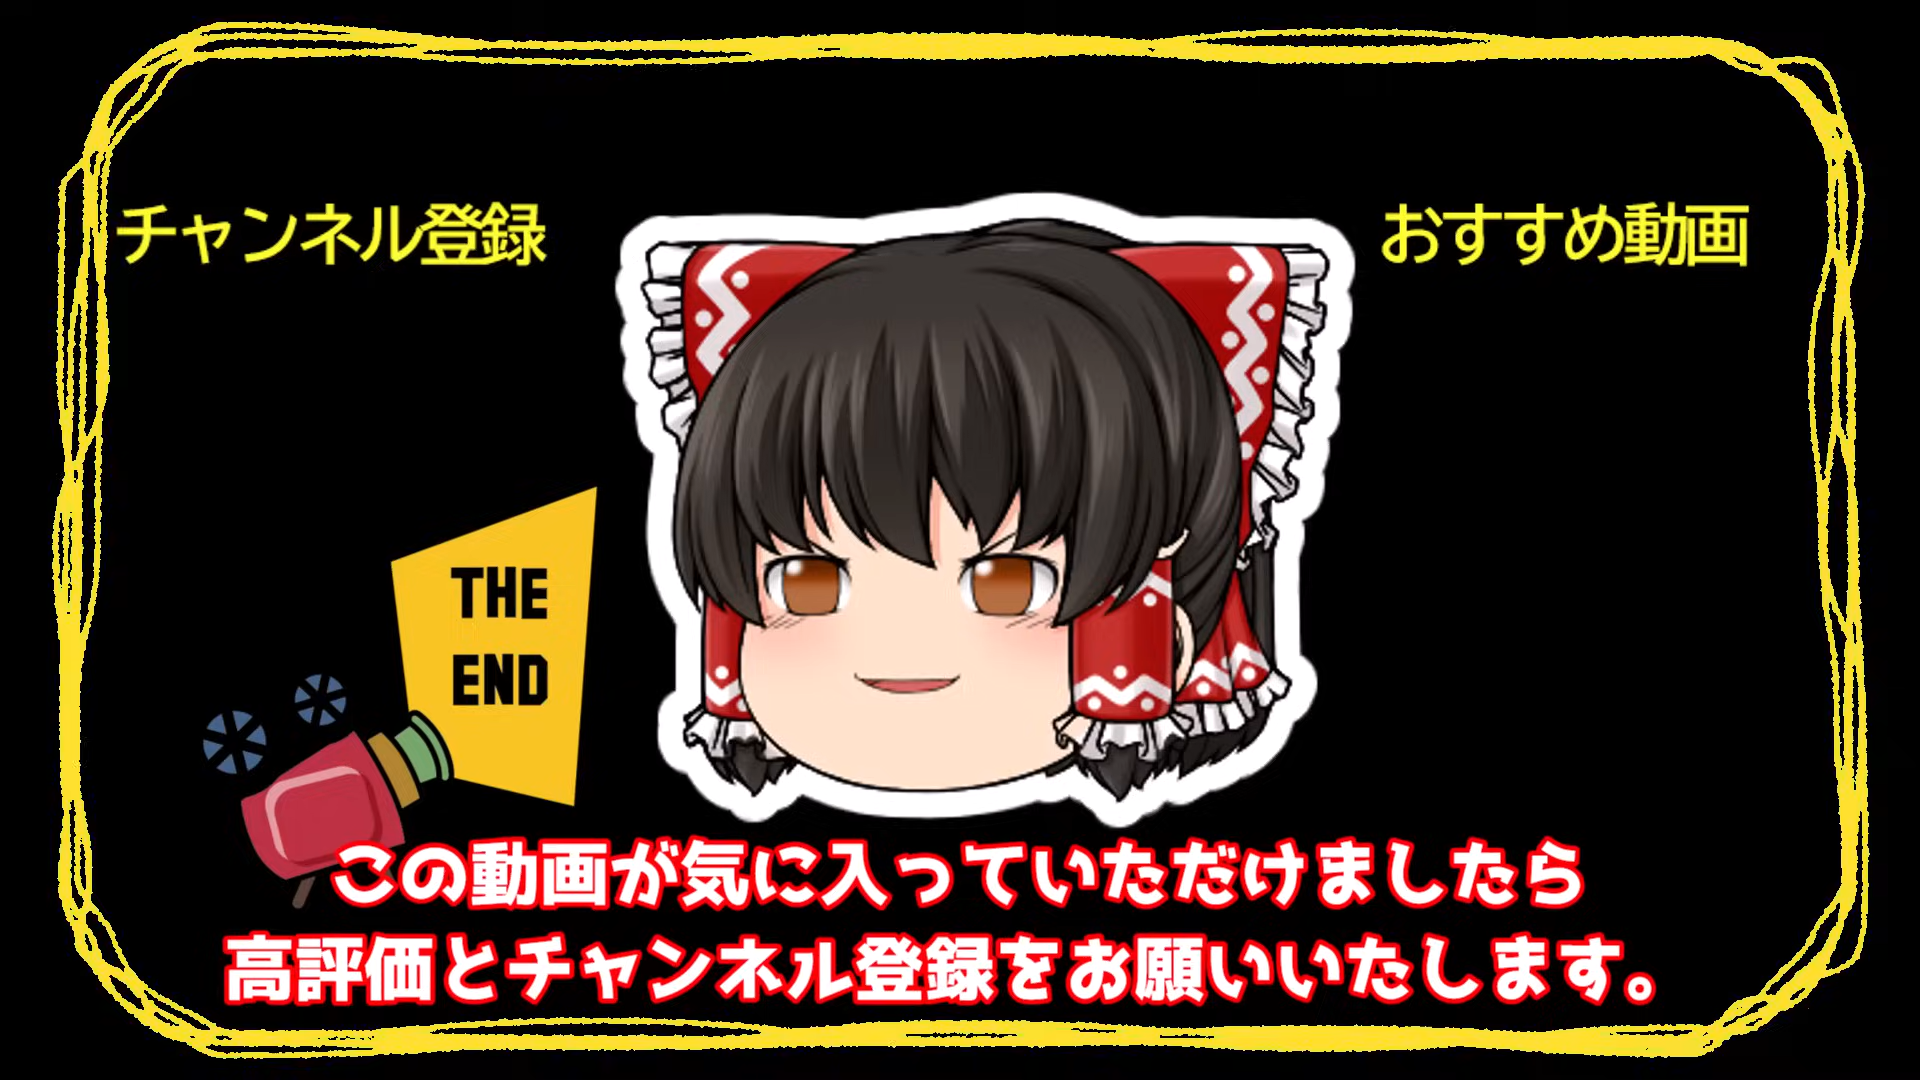 チャンネル登録
おすすめ動画
THE
END
この動画が気に入っていただけましたら
高評価とチャンネル登録をお願いいたします。